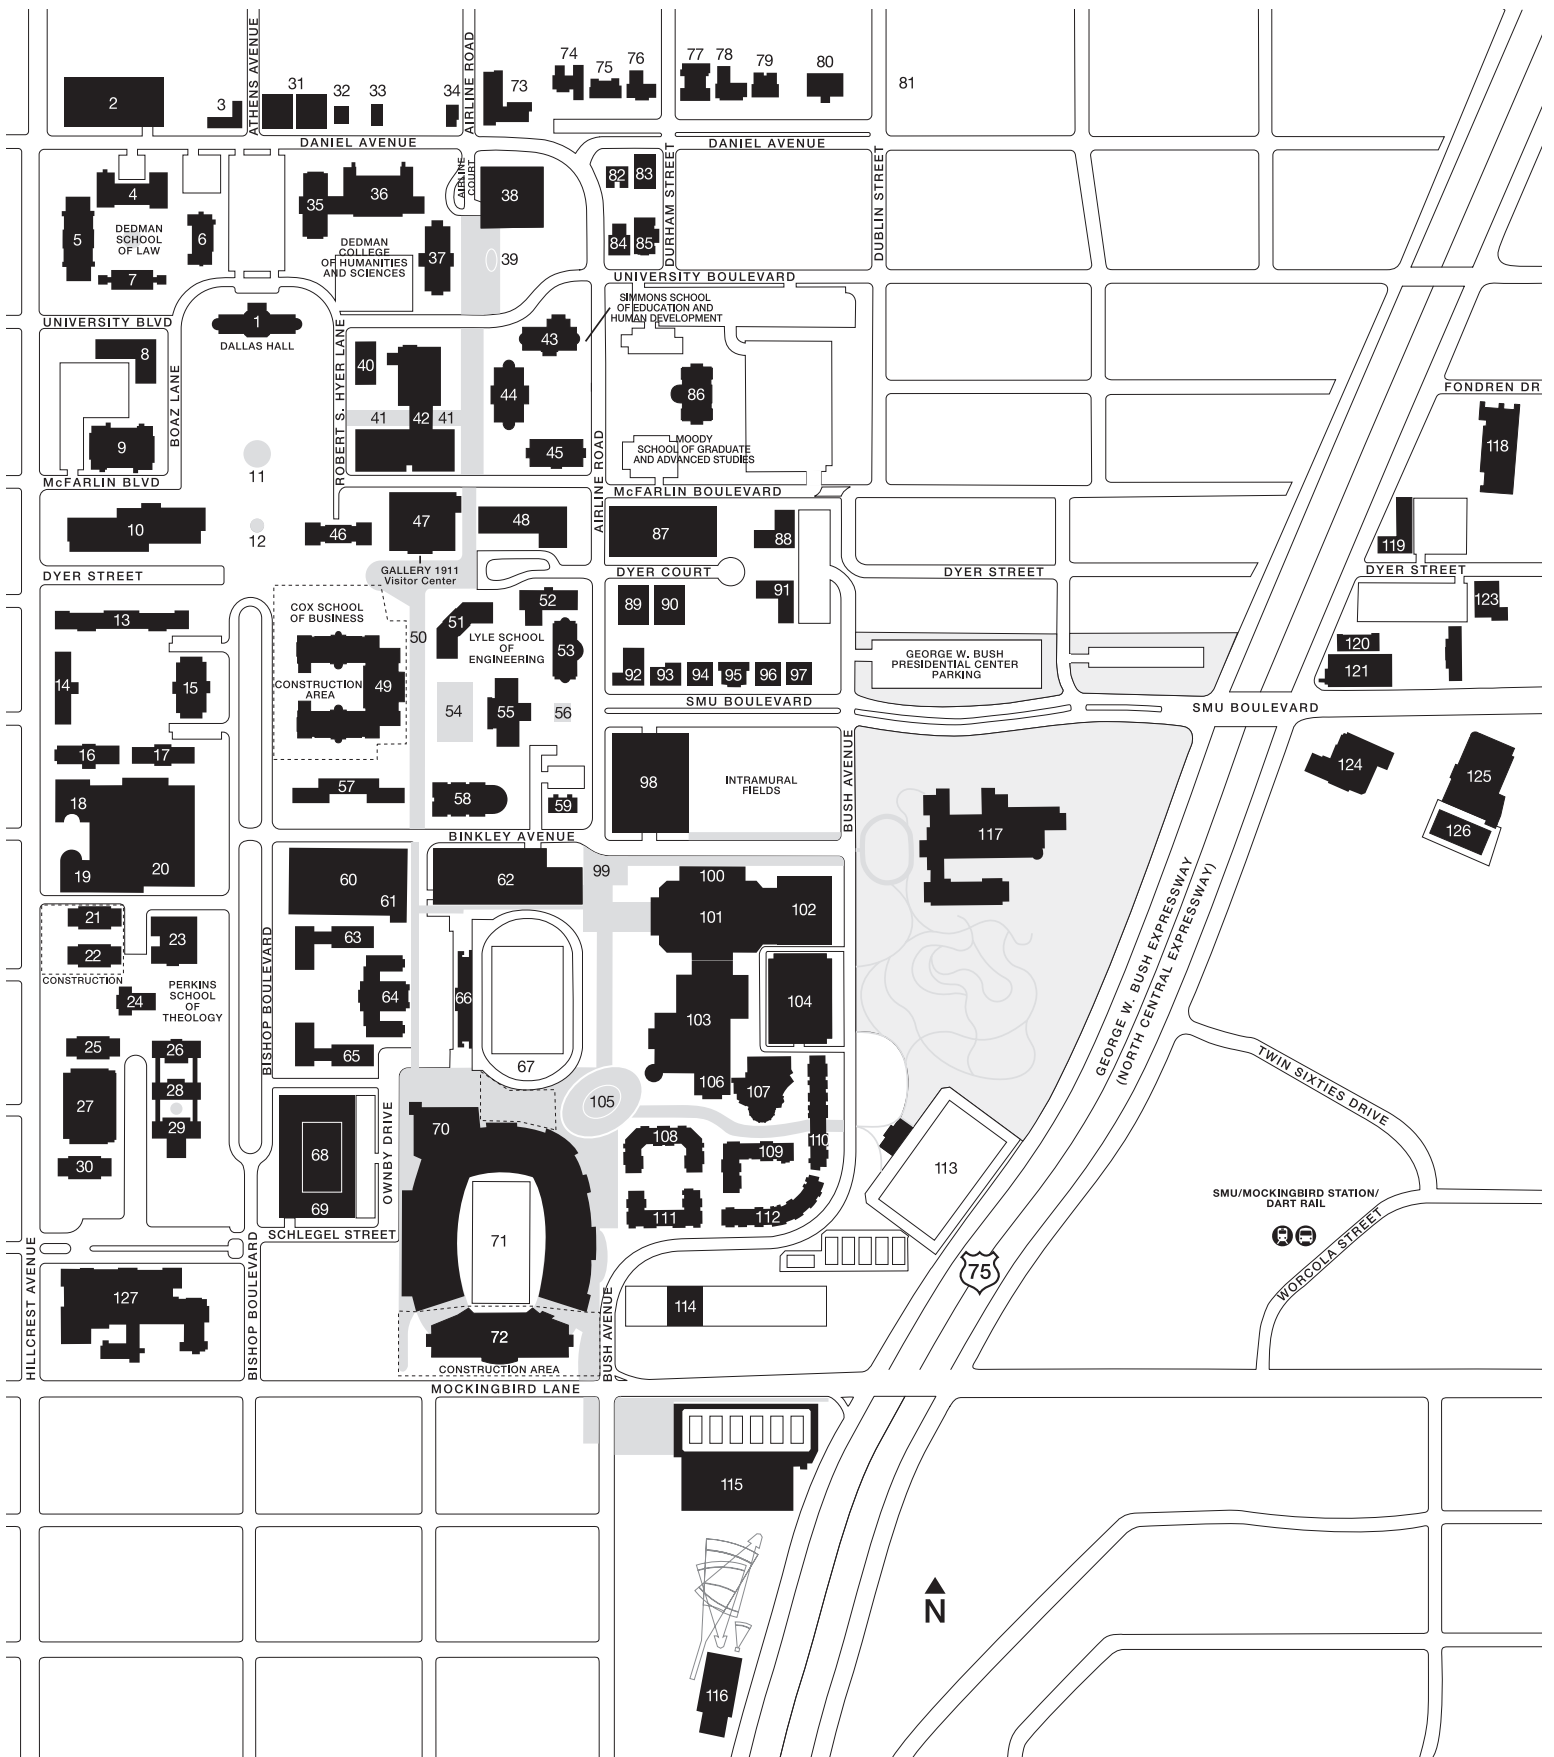 74
75
76
77
78
79
80
81
ATHENS AVENUE
31
32
33
34
AIRLINE ROAD
73
2
3
DANIEL AVENUE
DANIEL AVENUE
4
5
6
7
DEDMAN
SCHOOL
OF LAW
35
36
37
DEDMAN
COLLEGE
OF HUMANITIES
AND SCIENCES
AIRLINE
COURT
38
39
82
83
84
85
DURHAM STREET
DUBLIN STREET
UNIVERSITY BOULEVARD
UNIVERSITY BLVD
1
DALLAS HALL
SIMMONS SCHOOL
OF EDUCATION AND
HUMAN DEVELOPMENT
43
8
BOAZ LANE
ROBERT S. HYER LANE
40
44
86
FONDREN DR
41
42
41
9
11
45
AIRLINE ROAD
MOODY
SCHOOL OF GRADUATE
AND ADVANCED STUDIES
118
McFARLIN BLVD
McFARLIN BOULEVARD
10
12
46
47
48
87
88
119
GALLERY 1911
Visitor Center
DYER STREET
DYER COURT
DYER STREET
DYER STREET
13
COX SCHOOL
OF BUSINESS
50
51
52
LYLE SCHOOL
OF
ENGINEERING
53
89
90
91
123
120
121
14
15
CONSTRUCTION
AREA
49
54
55
56
92
93
94
95
96
97
GEORGE W. BUSH
PRESIDENTIAL CENTER
PARKING
SMU BOULEVARD
SMU BOULEVARD
16
17
18
19
20
57
58
59
98
INTRAMURAL
FIELDS
BUSH AVENUE
124
125
126
117
BINKLEY AVENUE
60
61
62
99
100
101
102
21
22
CONSTRUCTION
23
24
PERKINS
SCHOOL
OF
THEOLOGY
BISHOP BOULEVARD
63
64
65
66
67
103
104
GEORGE W. BUSH EXPRESSWAY
(NORTH CENTRAL EXPRESSWAY)
25
26
27
28
29
30
105
106
107
TWIN SIXTIES DRIVE
68
69
OWNBY DRIVE
70
108
109
110
111
112
113
SMU/MOCKINGBIRD STATION/
DART RAIL
SCHLEGEL STREET
71
75
WORCOLA STREET
HILLCREST AVENUE
127
BISHOP BOULEVARD
72
CONSTRUCTION AREA
BUSH AVENUE
114
MOCKINGBIRD LANE
115
116
N